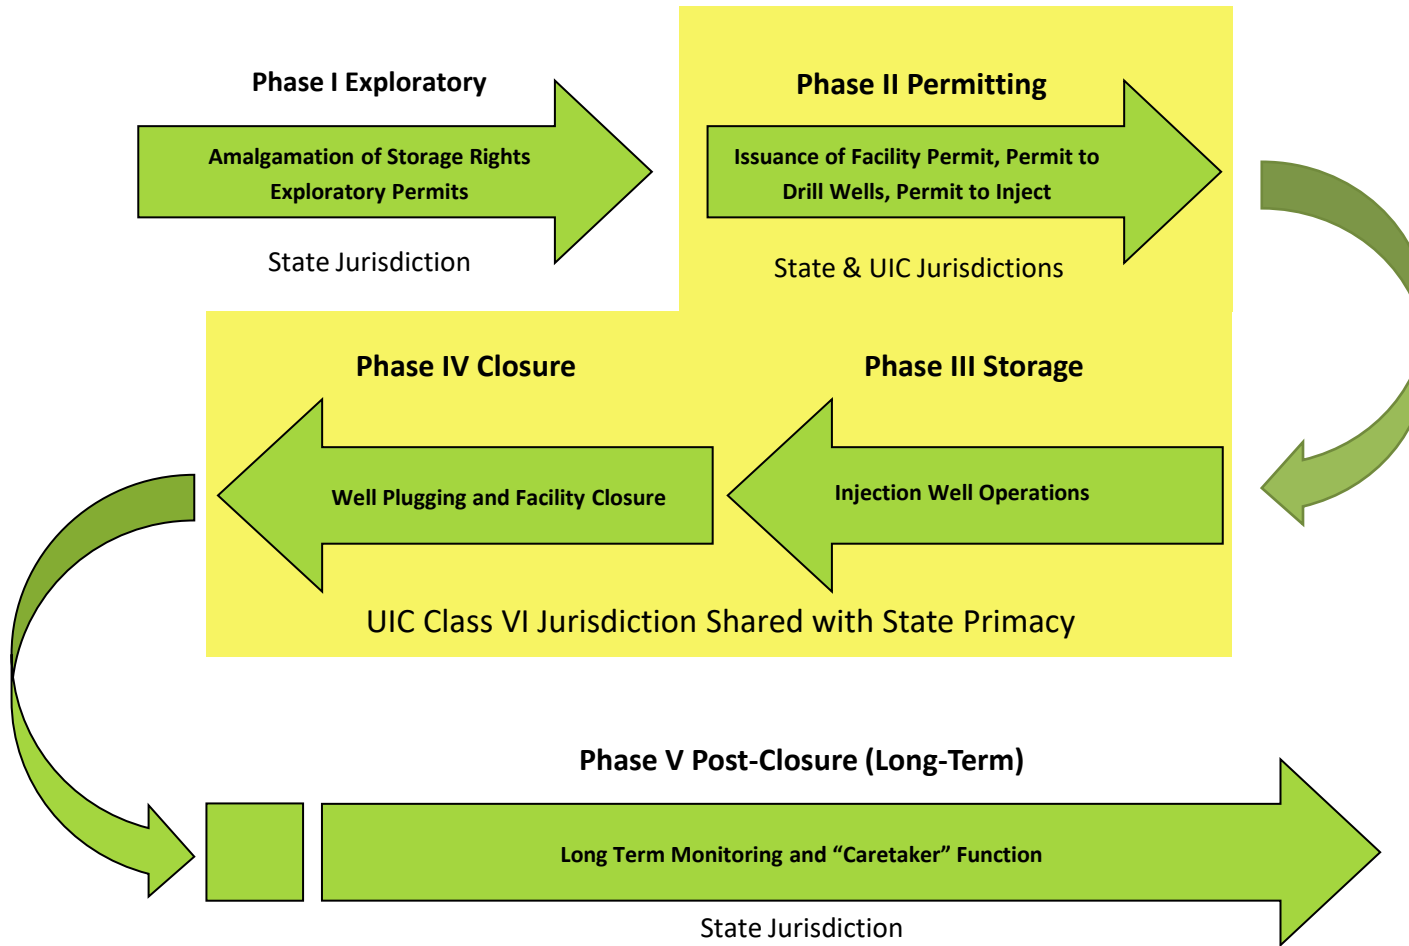 Phase I Exploratory
Amalgamation of Storage Rights
Exploratory Permits
State Jurisdiction
Phase II Permitting
Issuance of Facility Permit, Permit to
Drill Wells, Permit to Inject
State & UIC Jurisdictions
Phase III Storage
Injection Well Operations
Phase IV Closure
Well Plugging and Facility Closure
UIC Class VI Jurisdiction Shared with State Primacy
Phase V Post-Closure (Long-Term)
Long Term Monitoring and “Caretaker” Function
State Jurisdiction